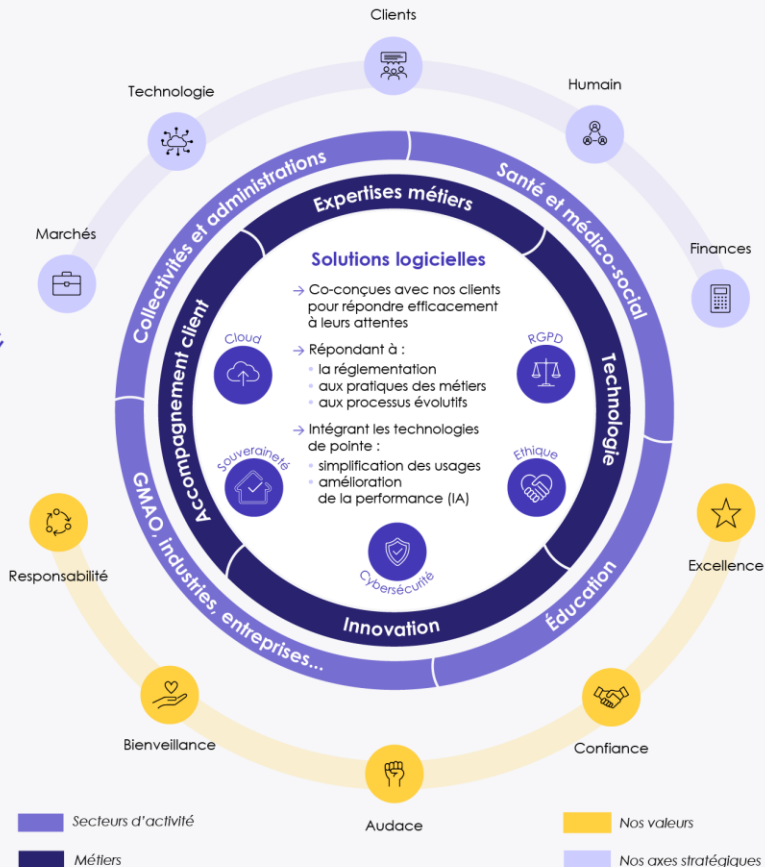 Clients
Technologie
Humain
Marchés
Finances
Collectivités et administrations
Santé et médico-social
Éducation
GMAO, industries, entreprises...
Expertises métiers
Technologie
Innovation
Accompagnement client
Solutions logicielles
→ Co-conçues avec nos clients
pour répondre efficacement
à leurs attentes
→ Répondant à :
• la réglementation
• aux pratiques des métiers
• aux processus évolutifs
→ Intégrant les technologies
de pointe :
• simplification des usages
• amélioration
de la performance (IA)
Cloud
RGPD
Souveraineté
Ethique
Cybersécurité
Responsabilité
Excellence
Bienveillance
Confiance
Audace
Secteurs d'activité
Nos valeurs
Métiers
Nos axes stratégiques